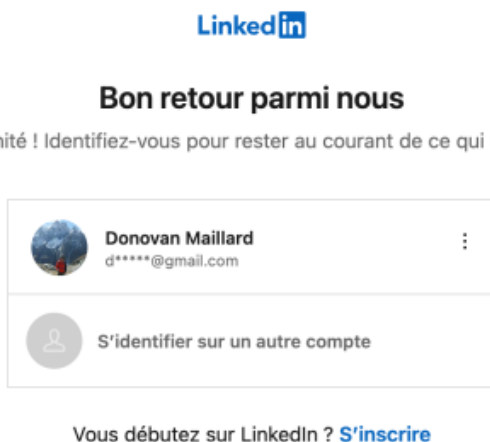 LinkedIn
Bon retour parmi nous
! Identifiez-vous pour rester au courant de ce qui
Donovan Maillard
d*****@gmail.com
S'identifier sur un autre compte
Vous débutez sur LinkedIn ? S'inscrire